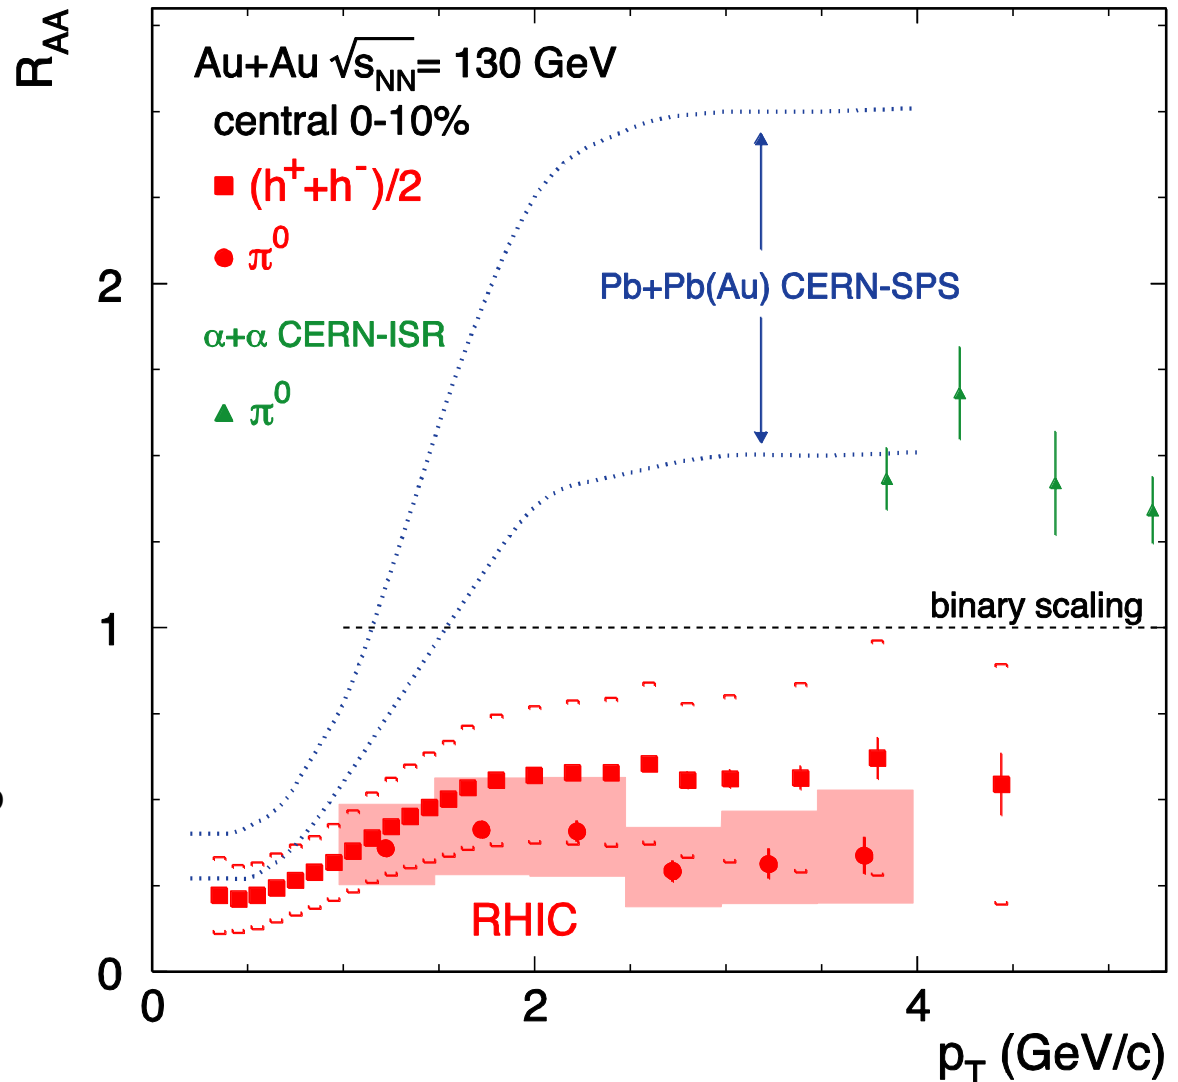 R_AA
Au+Au √s_NN= 130 GeV
central 0-10%
(h⁺+h⁻)/2
π⁰
α+α CERN-ISR
π⁰
Pb+Pb(Au) CERN-SPS
binary scaling
RHIC
2
1
0
0 2 4
p_T (GeV/c)